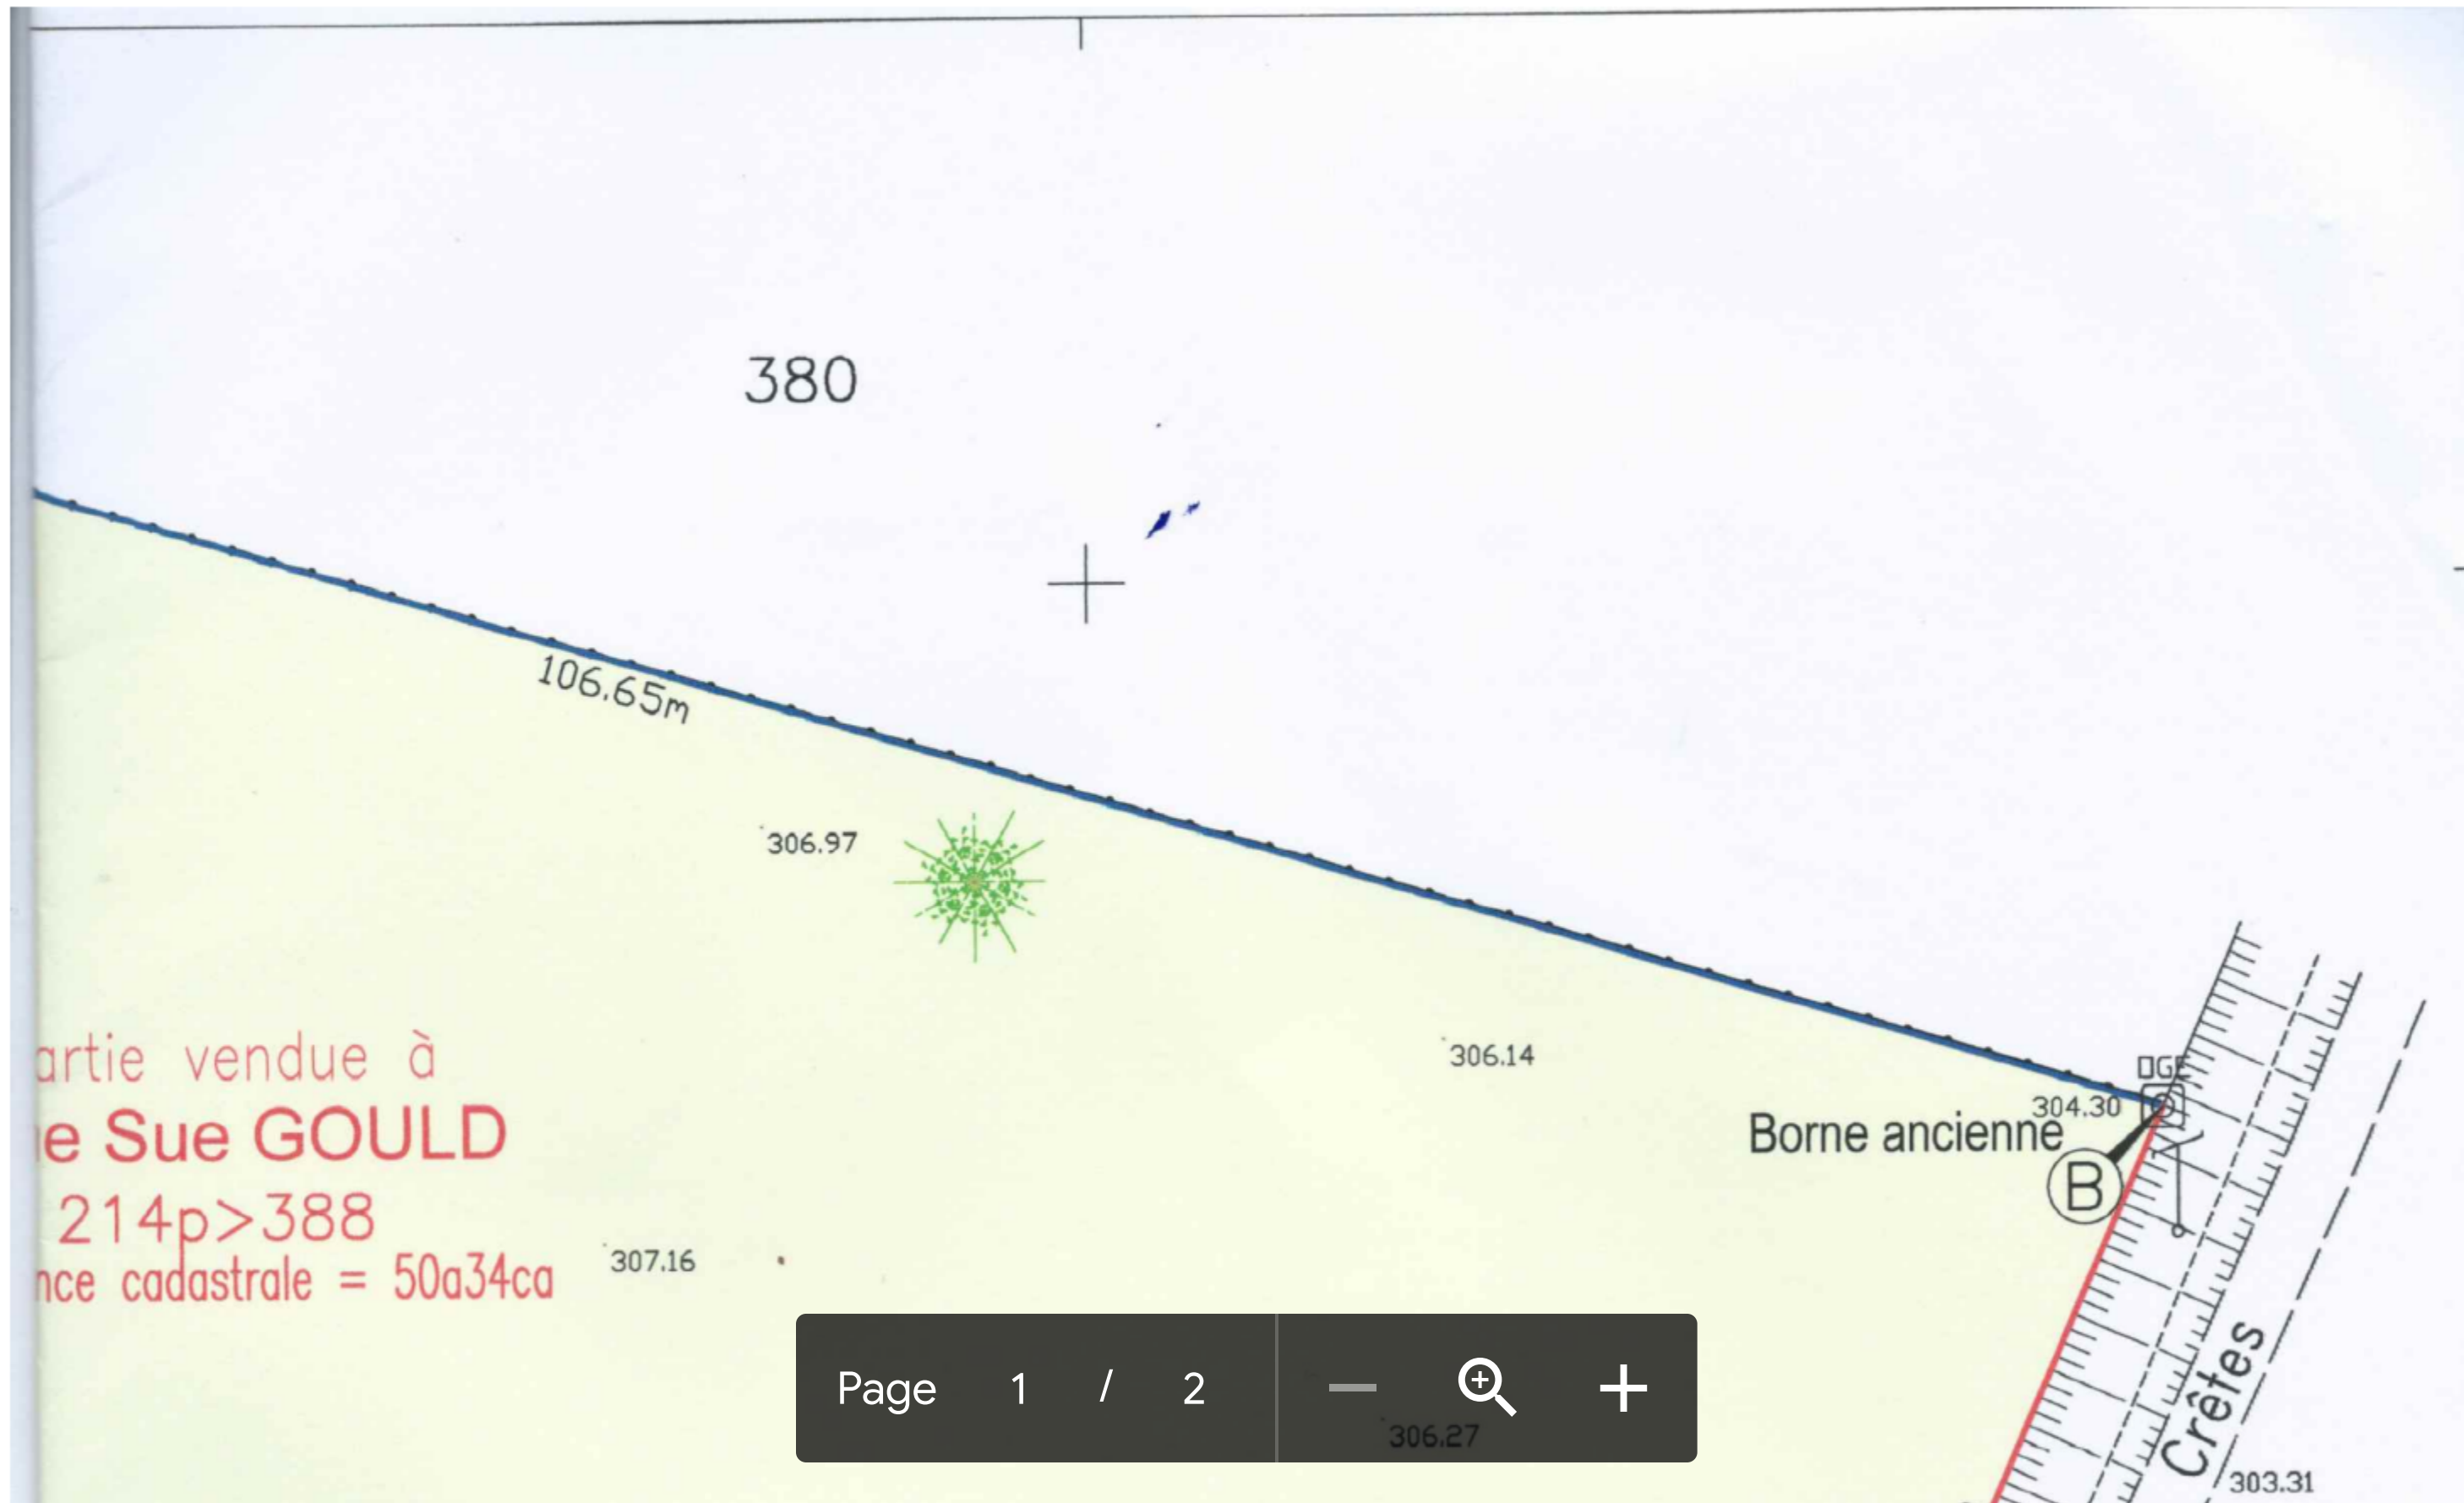 380
106.65m
306.97
306.14
OGE
304.30
Borne ancienne
B
artie vendue à
e Sue GOULD
214p>388
nce cadastrale = 50a34ca
307.16
Page 1 / 2
306.27
Crêtes
303.31